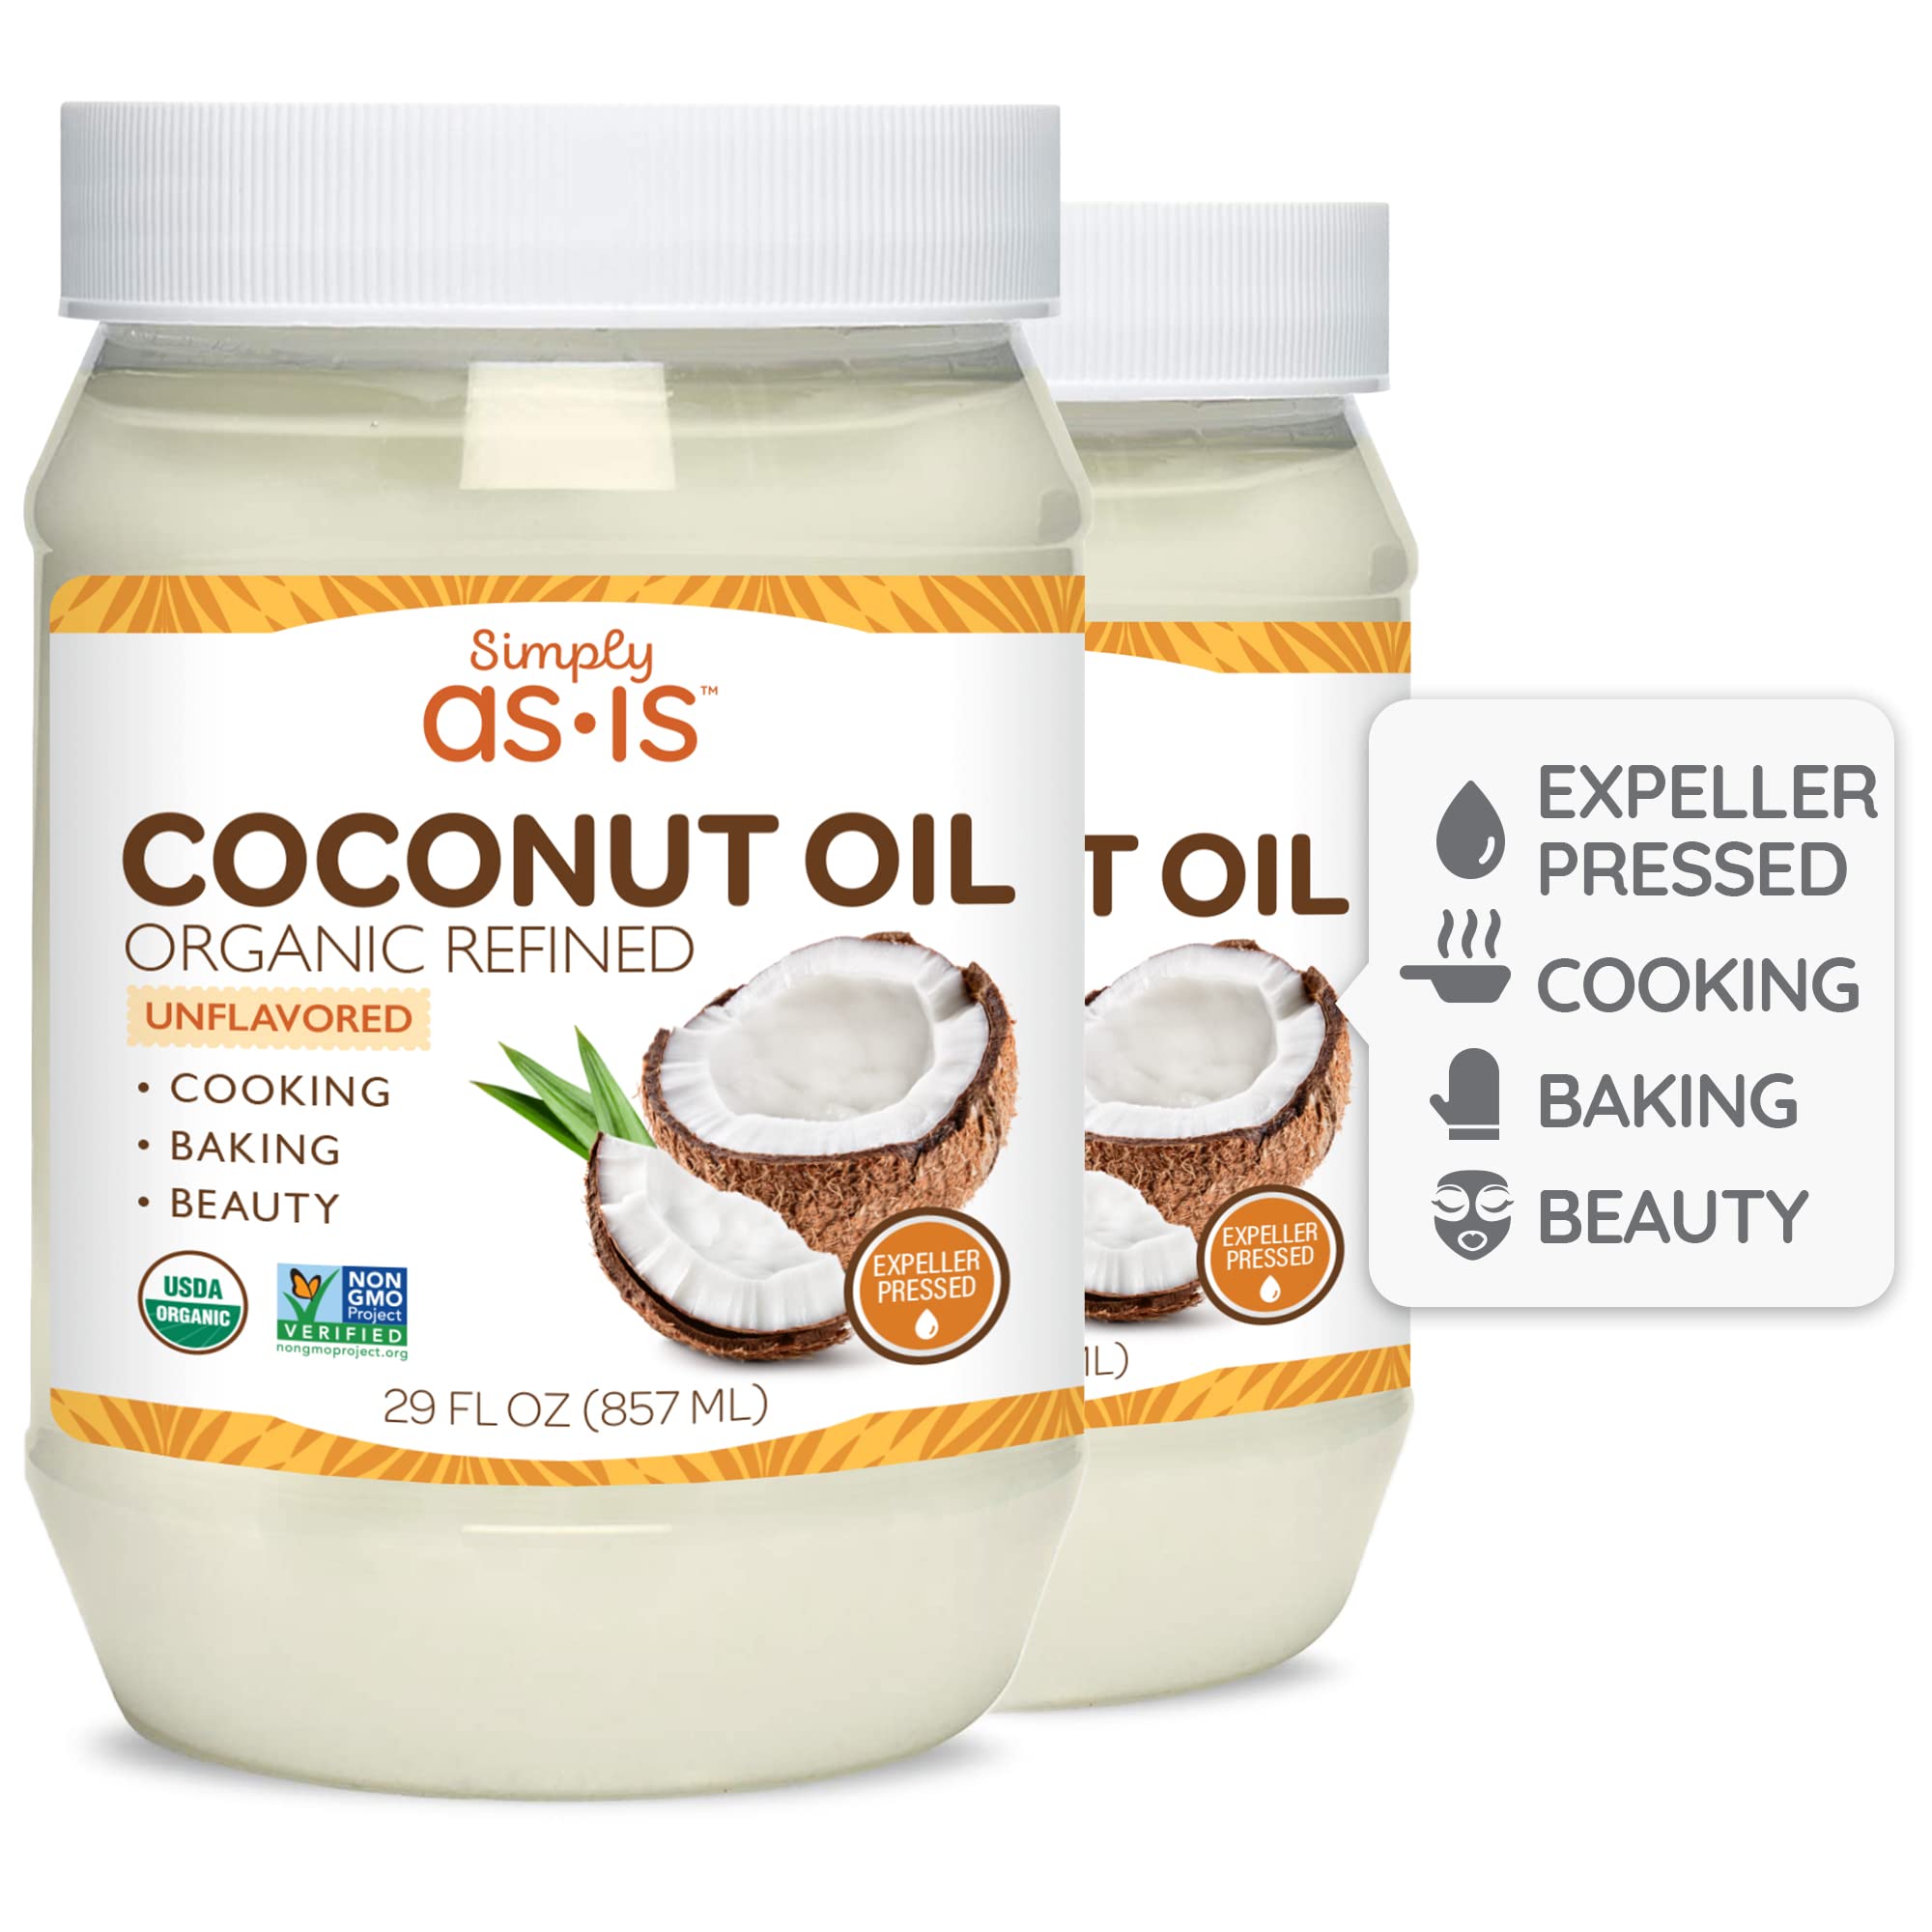 Simply
as•is™
COCONUT OIL
ORGANIC REFINED
UNFLAVORED
• COOKING
• BAKING
• BEAUTY
USDA
ORGANIC
NON
GMO
Project
VERIFIED
nongmoproject.org
EXPELLER
PRESSED
29 FL OZ (857 ML)
T OIL
EXPELLER
PRESSED
ML)
EXPELLER
PRESSED
COOKING
BAKING
BEAUTY